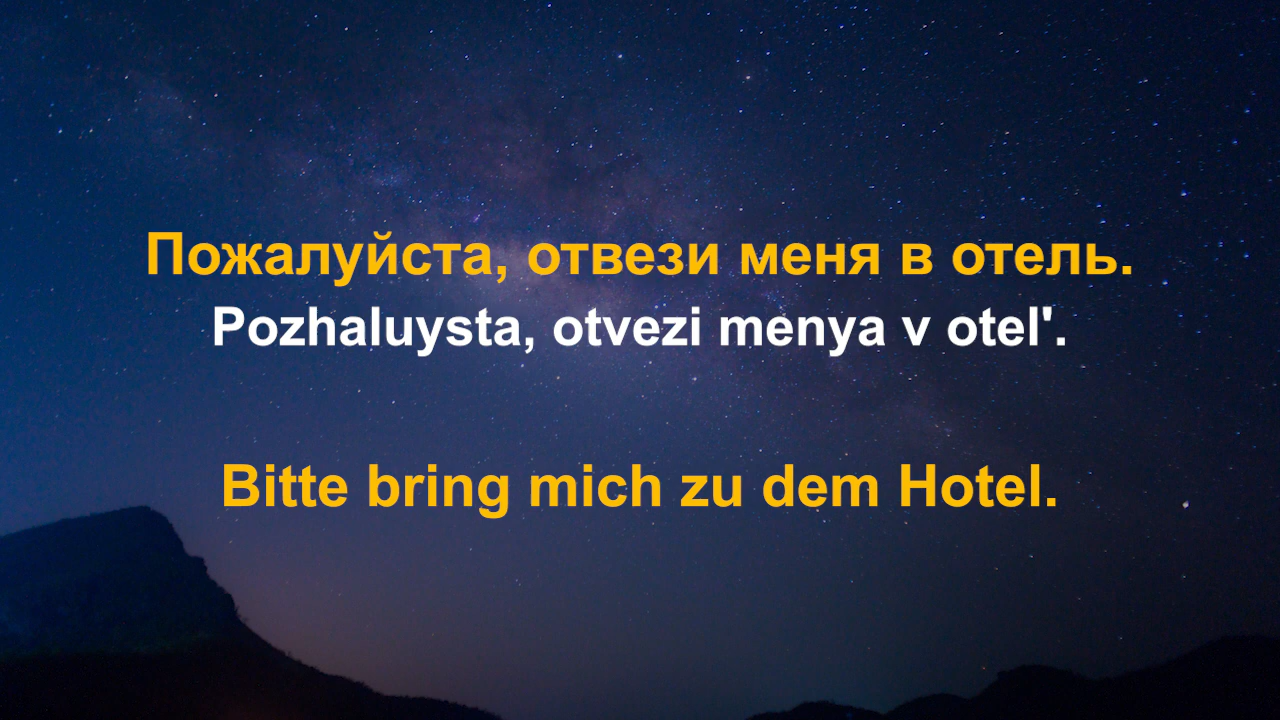 Пожалуйста, отвези меня в отель.
Pozhaluysta, otvezi menya v otel'.
Bitte bring mich zu dem Hotel.